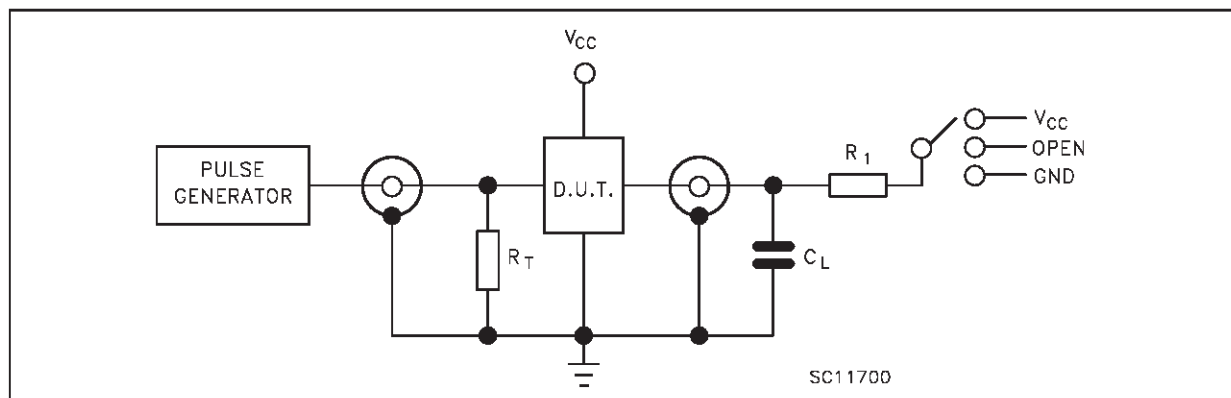 VCC
PULSE
GENERATOR
D.U.T.
RT
CL
R1
VCC
OPEN
GND
SC11700